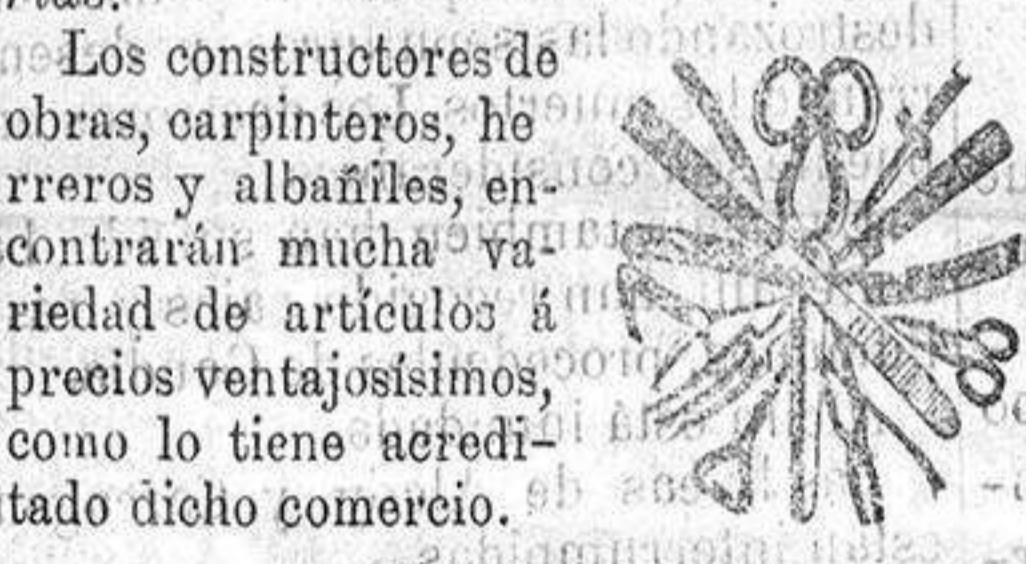 Los constructores de
obras, carpinteros, he
rreros y albañiles, en-
contrarán mucha va-
riedad de artículos á
precios ventajosísimos,
como lo tiene acredi-
tado dicho comercio.